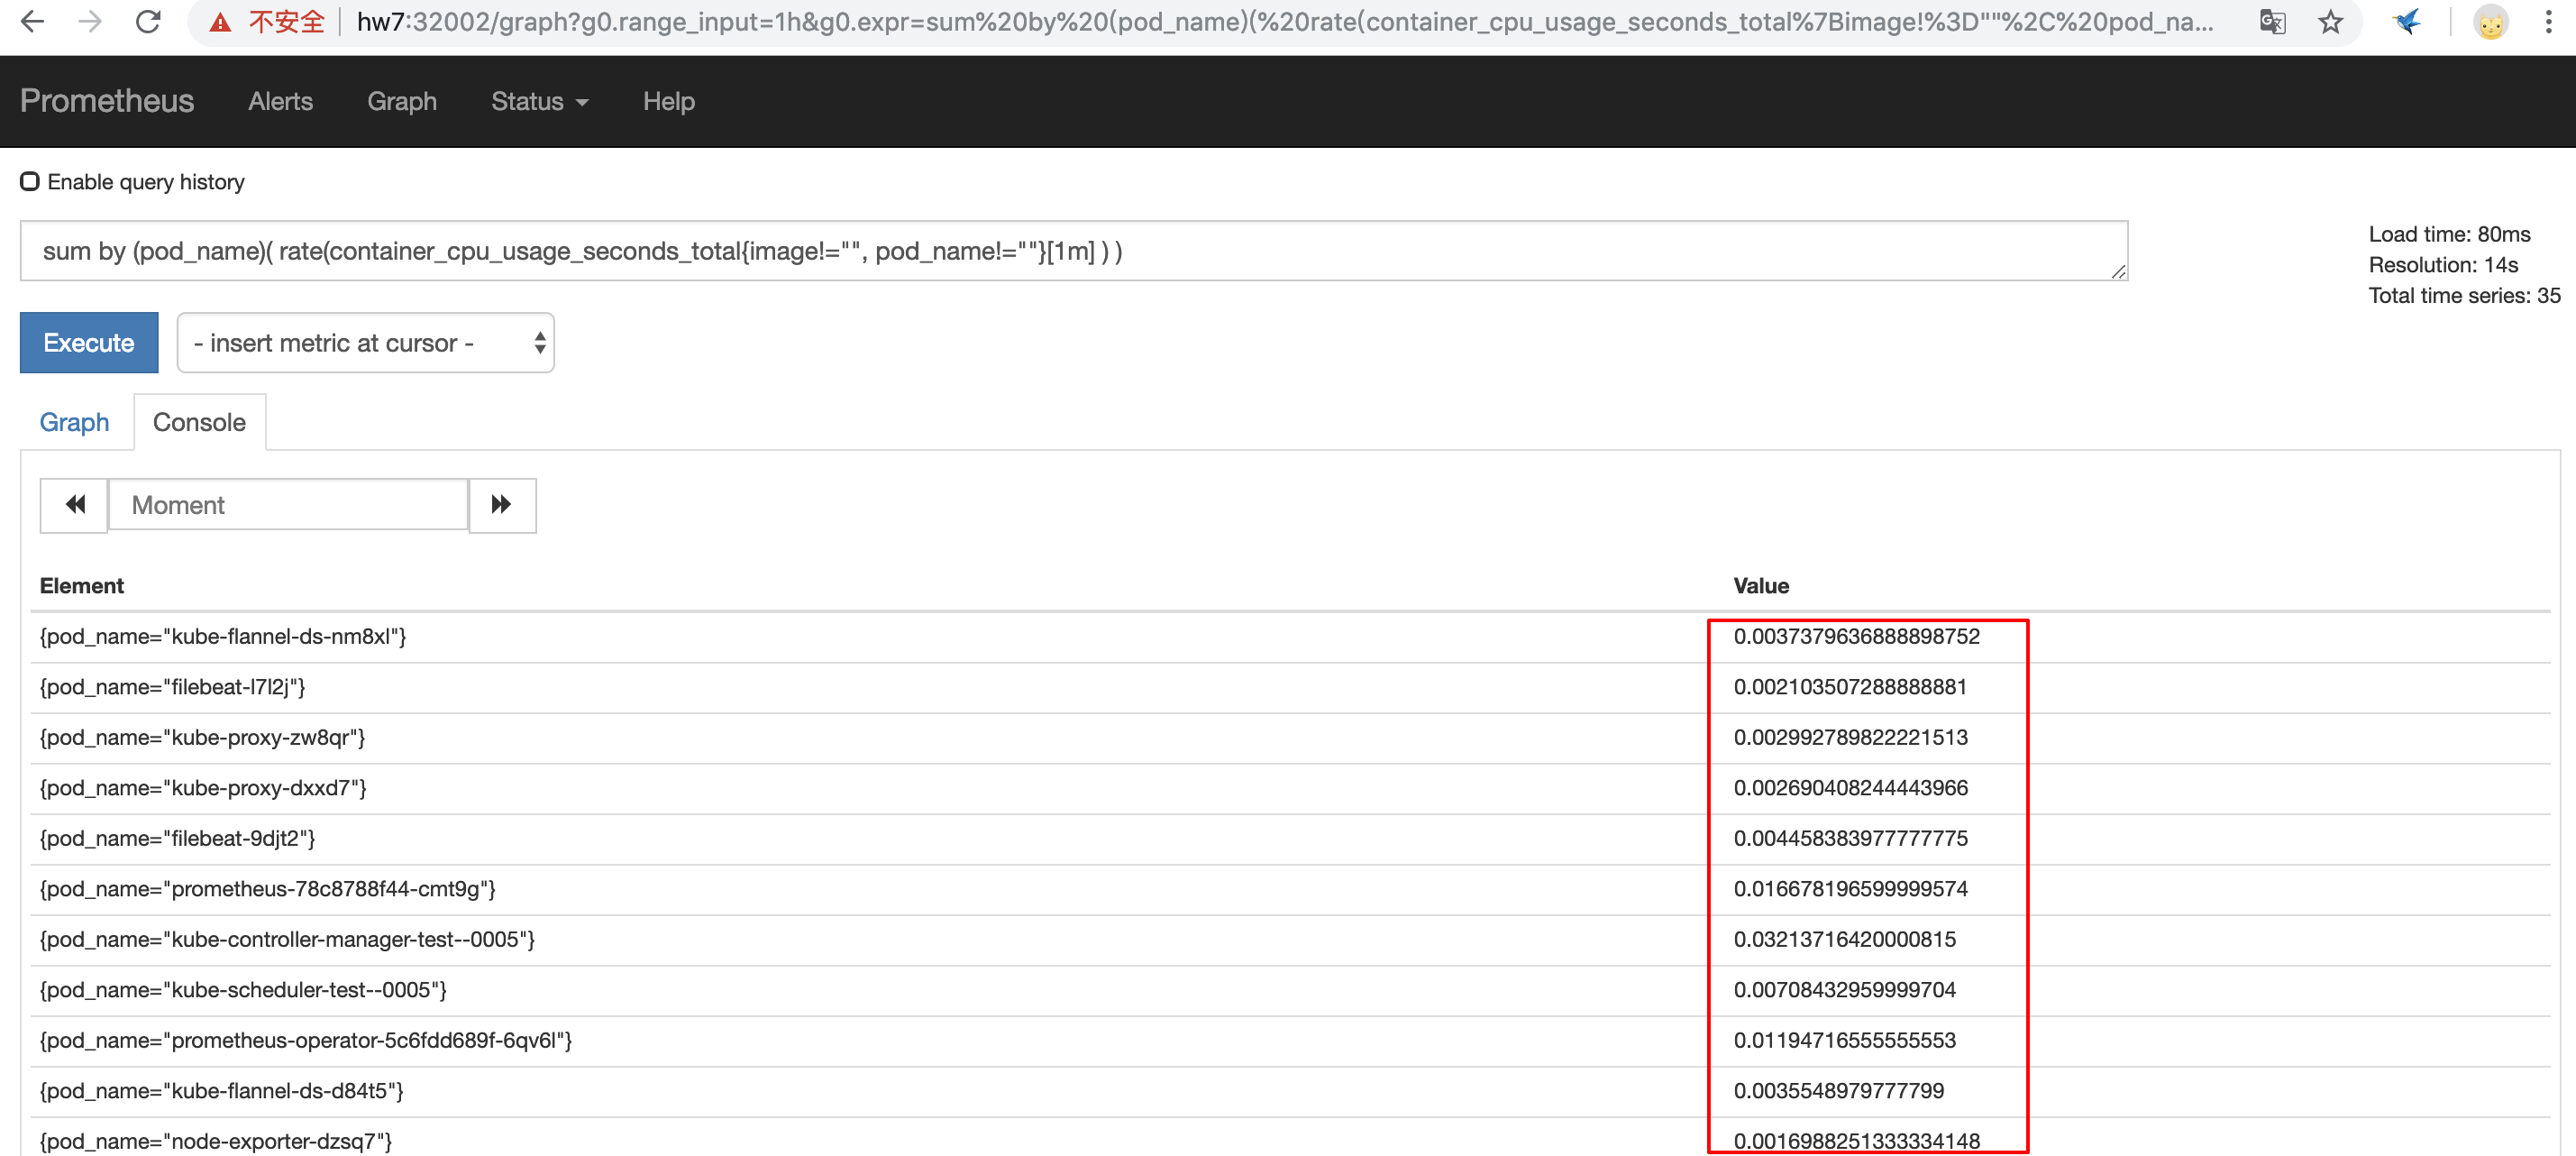 不安全 hw7:32002/graph?g0.range_input=1h&g0.expr=sum%20by%20(pod_name)(%20rate(container_cpu_usage_seconds_total%7Bimage!%3D""%2C%20pod_na...
Prometheus Alerts Graph Status Help
Enable query history
sum by (pod_name)( rate(container_cpu_usage_seconds_total{image!="", pod_name!=""}[1m] ) )
Load time: 80ms
Resolution: 14s
Total time series: 35
Execute - insert metric at cursor -
Graph Console
Moment
Element Value
{pod_name="kube-flannel-ds-nm8xl"} 0.0037379636888898752
{pod_name="filebeat-l7l2j"} 0.002103507288888881
{pod_name="kube-proxy-zw8qr"} 0.002992789822221513
{pod_name="kube-proxy-dxxd7"} 0.002690408244443966
{pod_name="filebeat-9djt2"} 0.004458383977777775
{pod_name="prometheus-78c8788f44-cmt9g"} 0.016678196599999574
{pod_name="kube-controller-manager-test--0005"} 0.03213716420000815
{pod_name="kube-scheduler-test--0005"} 0.00708432959999704
{pod_name="prometheus-operator-5c6fdd689f-6qv6l"} 0.01194716555555553
{pod_name="kube-flannel-ds-d84t5"} 0.0035548979777799
{pod_name="node-exporter-dzsq7"} 0.0016988251333334148